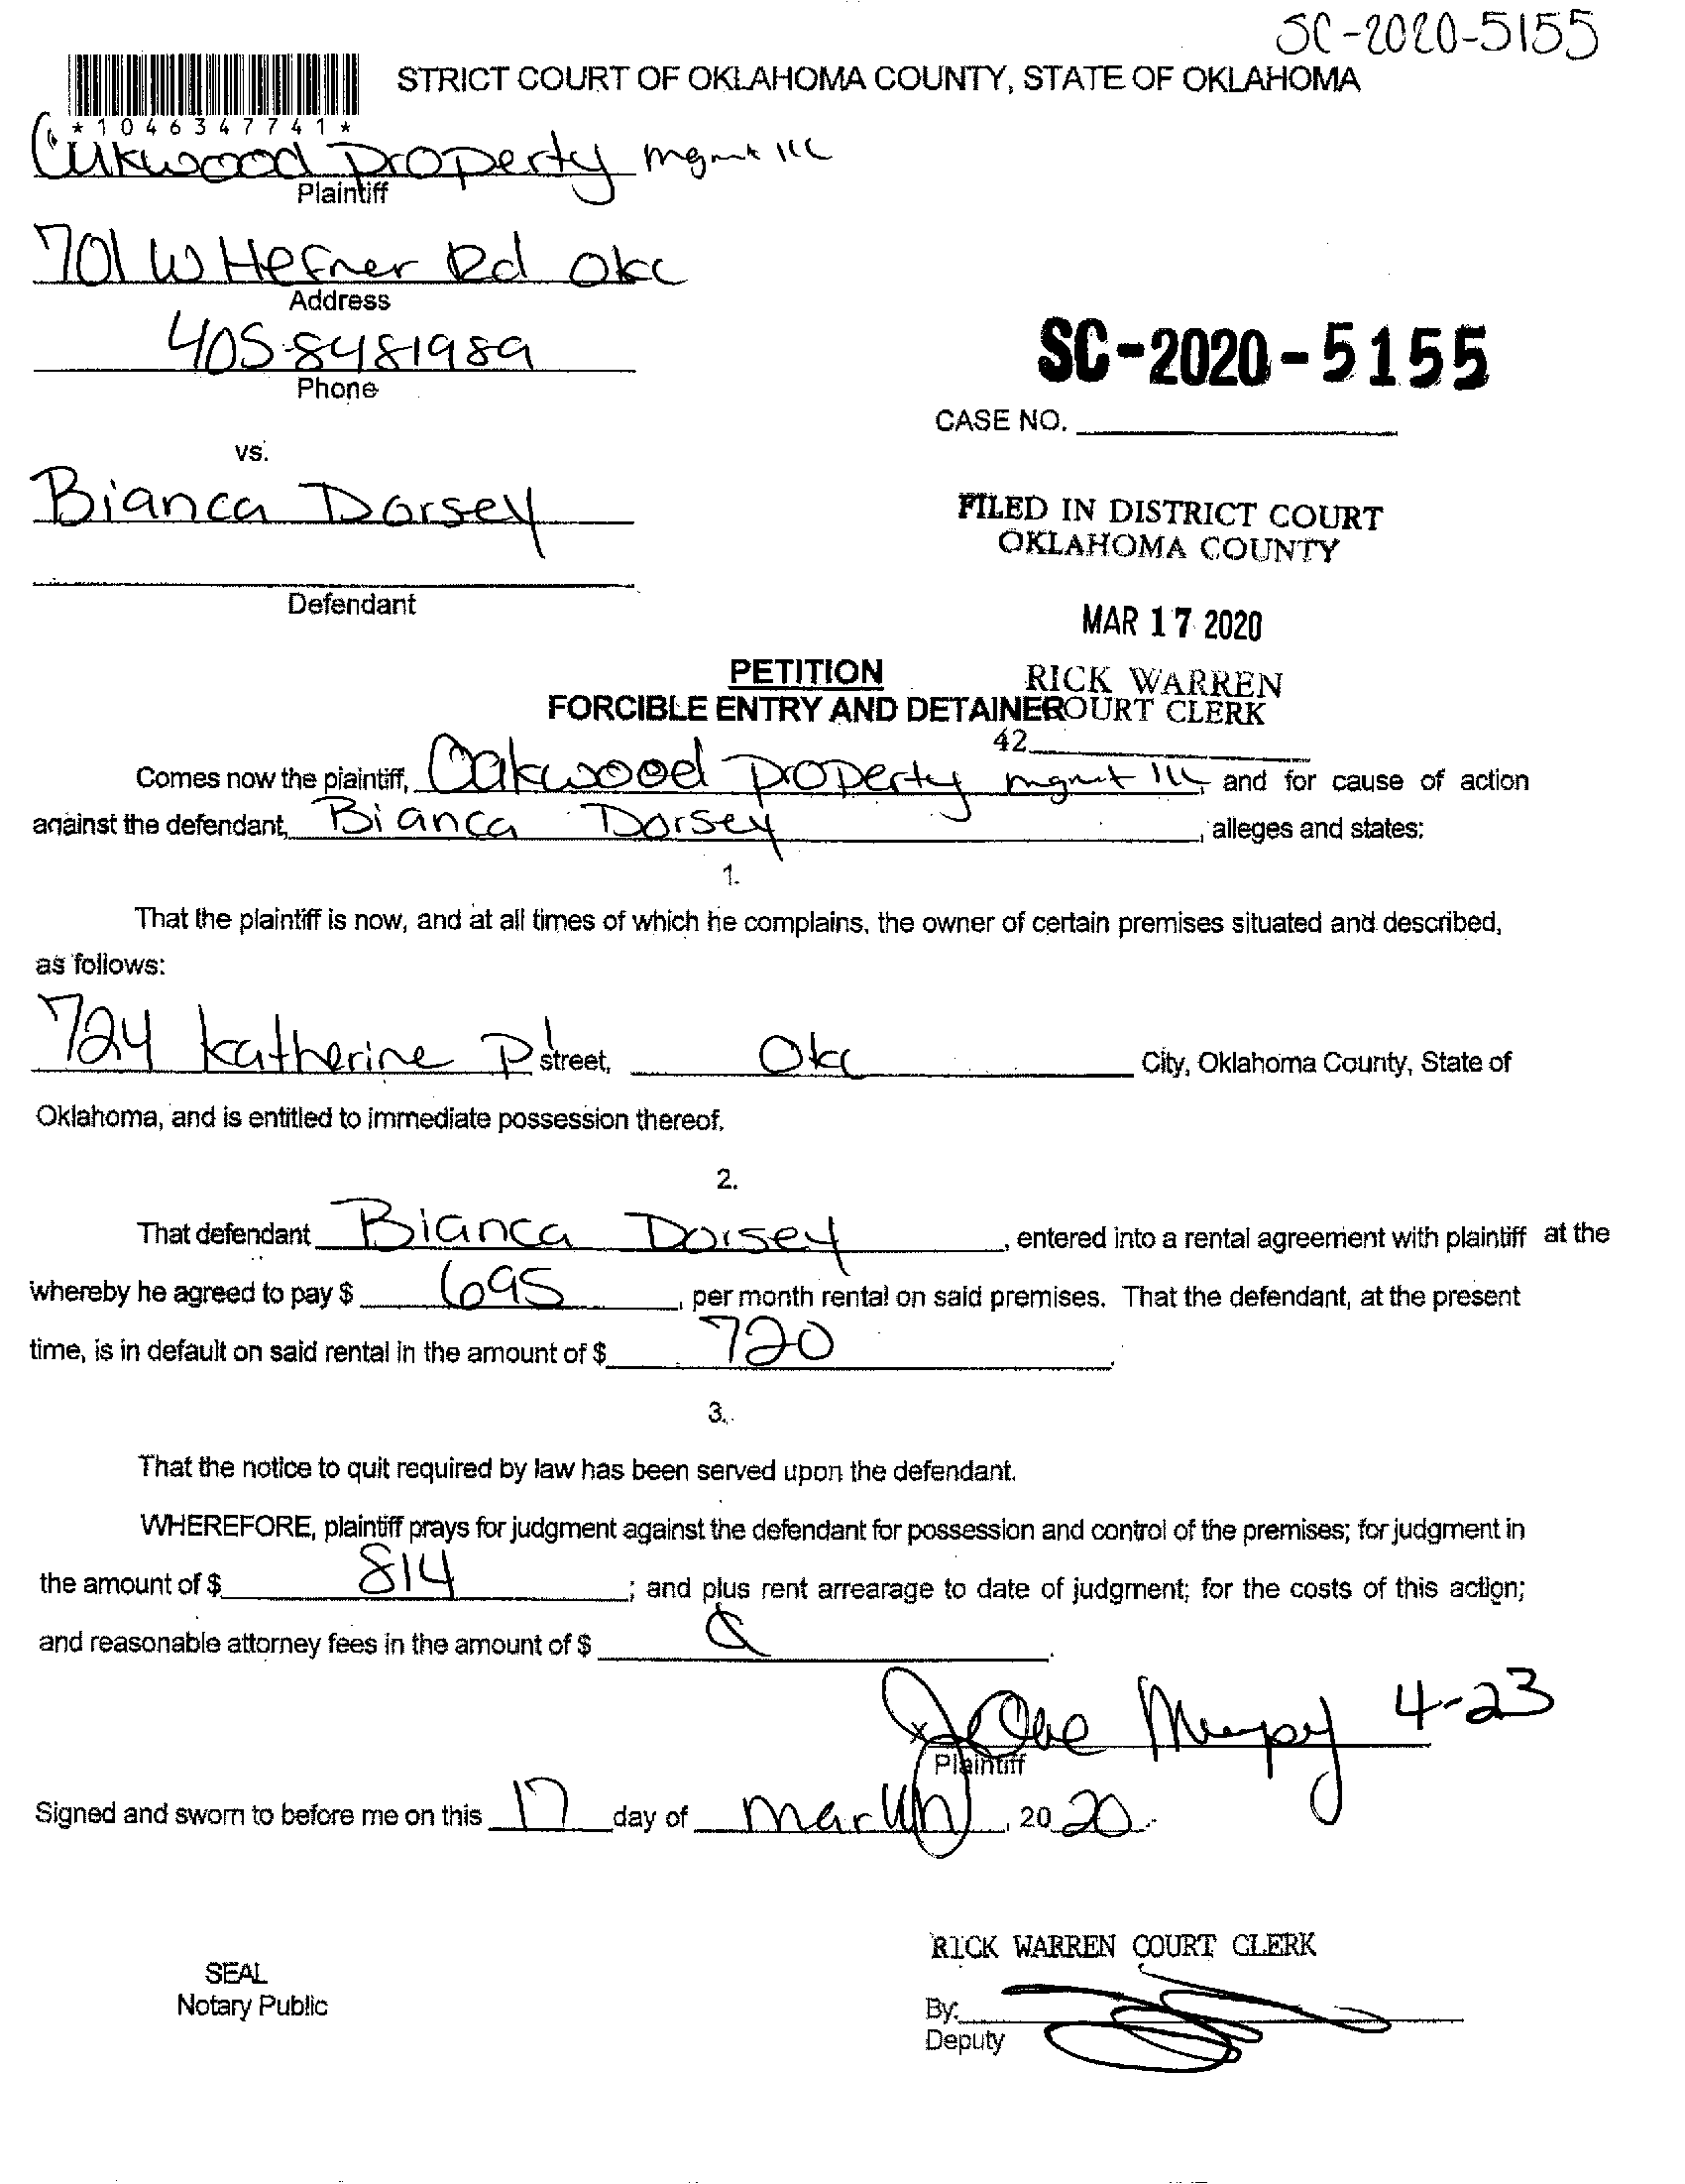 SC-2020-5155
STRICT COURT OF OKLAHOMA COUNTY, STATE OF OKLAHOMA
*1046347741*
Oakwood Property mgmt llc
Plaintiff
701 W Hefner Rd Okc
Address
405-8481989
Phone
SC-2020-5155
CASE NO.
vs.
Bianca Dorsey
FILED IN DISTRICT COURT
OKLAHOMA COUNTY
Defendant
MAR 17 2020
PETITION
RICK WARREN
FORCIBLE ENTRY AND DETAINER
COURT CLERK
42
Comes now the plaintiff, Oakwood Property mgmt llc, and for cause of action
against the defendant, Bianca Dorsey, alleges and states:
1.
That the plaintiff is now, and at all times of which he complains, the owner of certain premises situated and described,
as follows:
724 Katherine Pl street, Okc City, Oklahoma County, State of
Oklahoma, and is entitled to immediate possession thereof.
2.
That defendant Bianca Dorsey, entered into a rental agreement with plaintiff at the
whereby he agreed to pay $ 695, per month rental on said premises. That the defendant, at the present
time, is in default on said rental in the amount of $ 720.
3.
That the notice to quit required by law has been served upon the defendant.
WHEREFORE, plaintiff prays for judgment against the defendant for possession and control of the premises; for judgment in
the amount of $ 814; and plus rent arrearage to date of judgment; for the costs of this action;
and reasonable attorney fees in the amount of $
x 4-23
Plaintiff
Signed and sworn to before me on this 17 day of March, 2020.
RICK WARREN COURT CLERK
SEAL
Notary Public
By:
Deputy